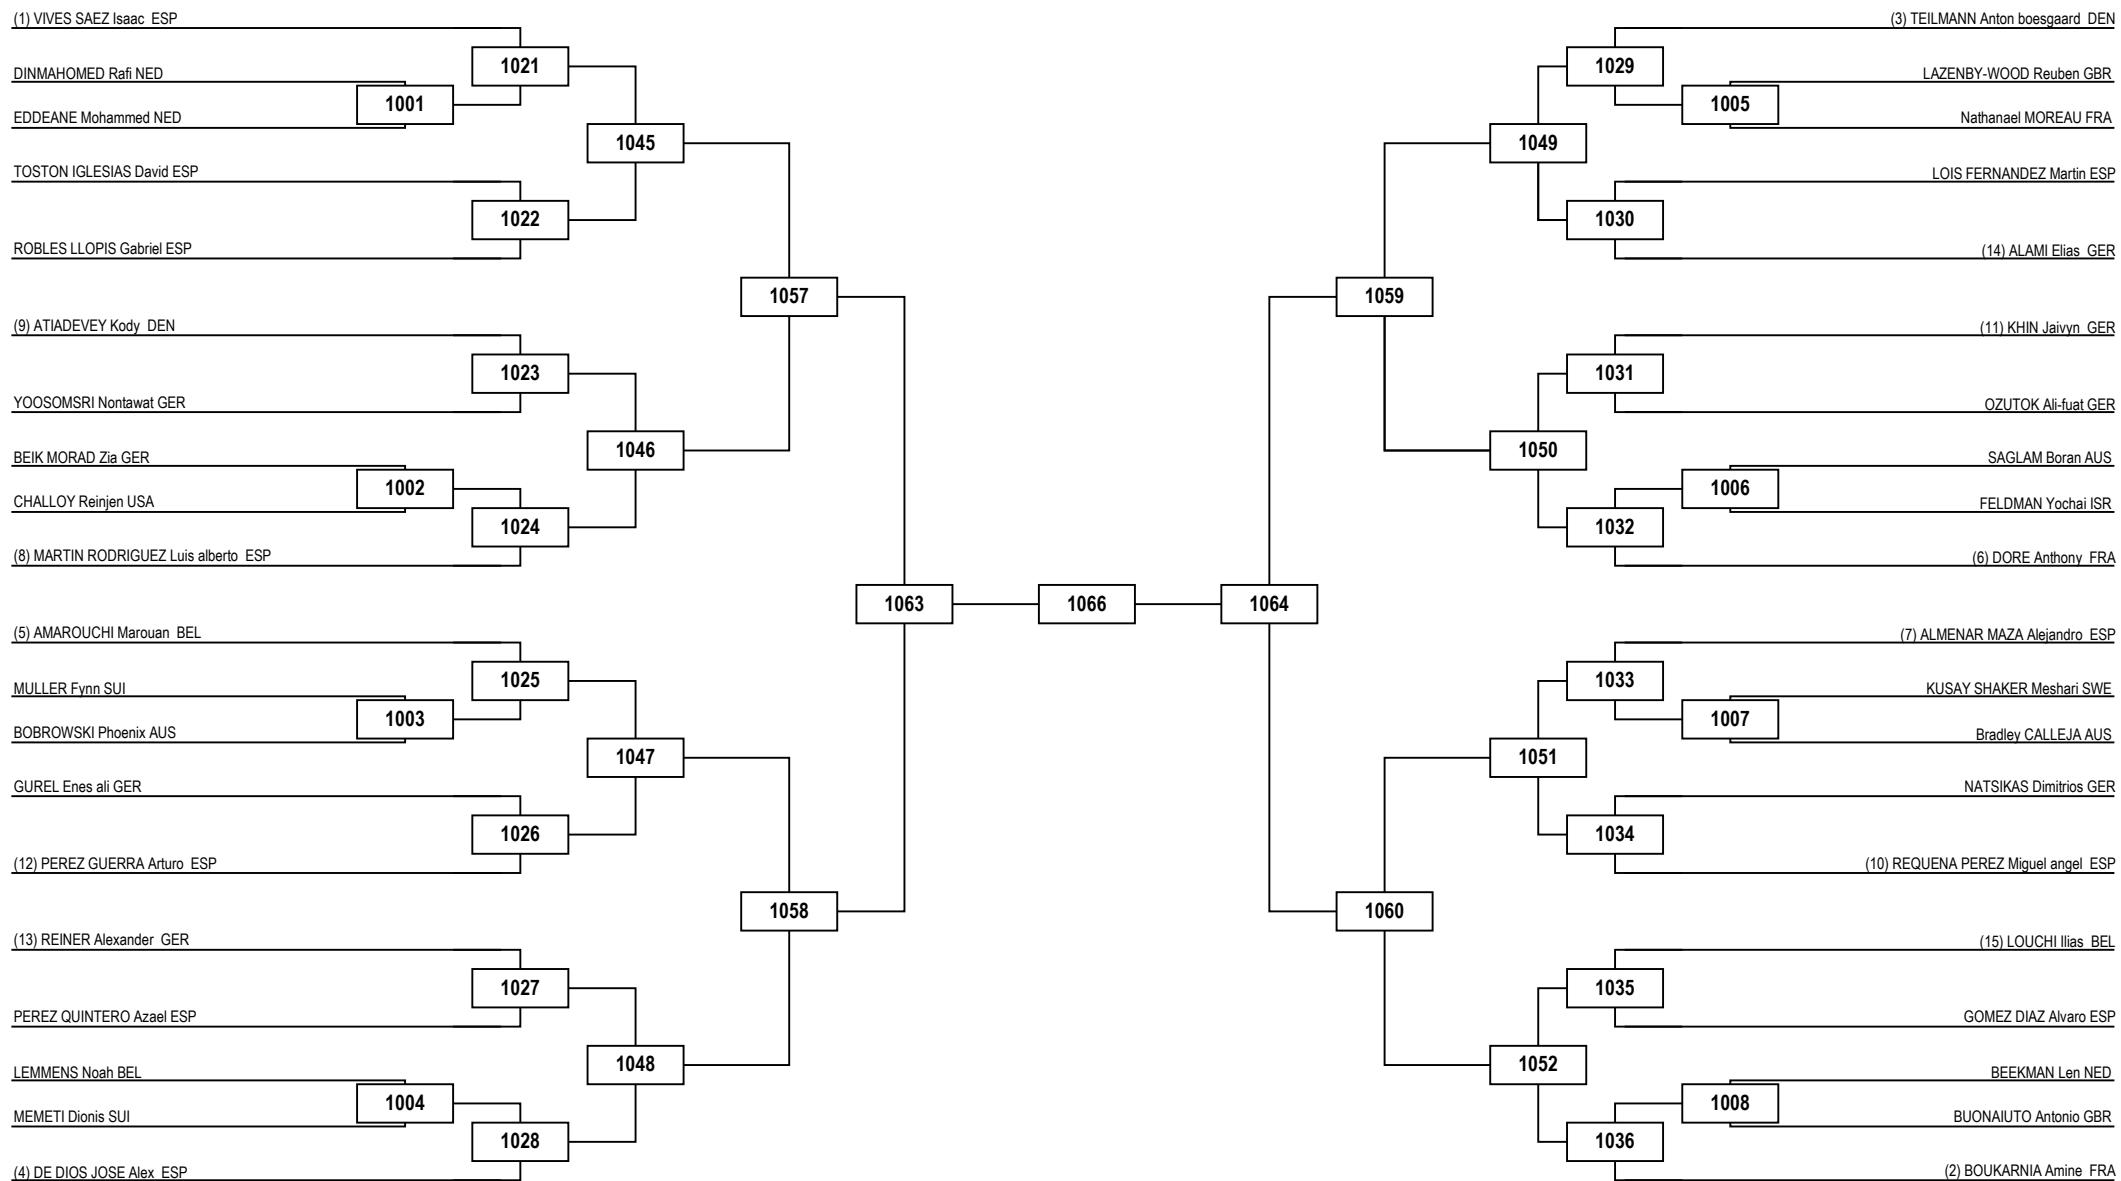 (1) VIVES SAEZ Isaac  ESP
1021
DINMAHOMED Rafi NED
1001
EDDEANE Mohammed NED
1045
TOSTON IGLESIAS David ESP
1022
ROBLES LLOPIS Gabriel ESP
1057
(9) ATIADEVEY Kody  DEN
1023
YOOSOMSRI Nontawat GER
1046
BEIK MORAD Zia GER
1002
CHALLOY Reinjen USA
1024
(8) MARTIN RODRIGUEZ Luis alberto  ESP
1063
1066
1064
(5) AMAROUCHI Marouan  BEL
1025
MULLER Fynn SUI
1003
BOBROWSKI Phoenix AUS
1047
GUREL Enes ali GER
1026
(12) PEREZ GUERRA Arturo  ESP
1058
(13) REINER Alexander  GER
1027
PEREZ QUINTERO Azael ESP
1048
LEMMENS Noah BEL
1004
MEMETI Dionis SUI
1028
(4) DE DIOS JOSE Alex  ESP
(3) TEILMANN Anton boesgaard  DEN
1029
LAZENBY-WOOD Reuben GBR
1005
Nathanael MOREAU FRA
1049
LOIS FERNANDEZ Martin ESP
1030
(14) ALAMI Elias  GER
1059
(11) KHIN Jaivyn  GER
1031
OZUTOK Ali-fuat GER
1050
SAGLAM Boran AUS
1006
FELDMAN Yochai ISR
1032
(6) DORE Anthony  FRA
(7) ALMENAR MAZA Alejandro  ESP
1033
KUSAY SHAKER Meshari SWE
1007
Bradley CALLEJA AUS
1051
NATSIKAS Dimitrios GER
1034
(10) REQUENA PEREZ Miguel angel  ESP
1060
(15) LOUCHI Ilias  BEL
1035
GOMEZ DIAZ Alvaro ESP
1052
BEEKMAN Len NED
1008
BUONAIUTO Antonio GBR
1036
(2) BOUKARNIA Amine  FRA